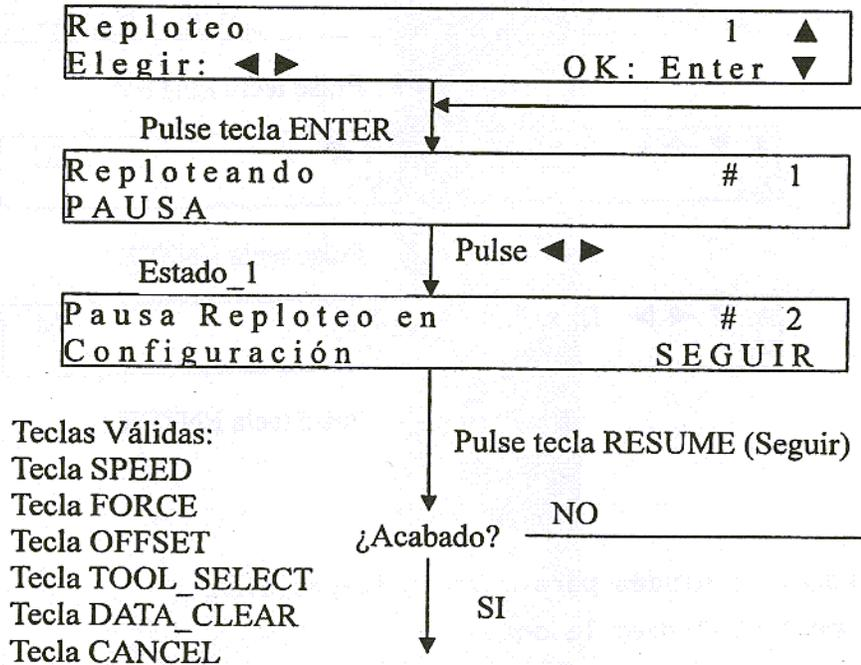 Reploteo 1 ▲
Elegir: ◀ ▶ OK: Enter ▼
Pulse tecla ENTER
Reploteando # 1
PAUSA
Pulse ◀ ▶
Estado_1
Pausa Reploteo en # 2
Configuración SEGUIR
Teclas Válidas:
Tecla SPEED
Tecla FORCE
Tecla OFFSET
Tecla TOOL_SELECT
Tecla DATA_CLEAR
Tecla CANCEL
Pulse tecla RESUME (Seguir)
¿Acabado?
NO
SI